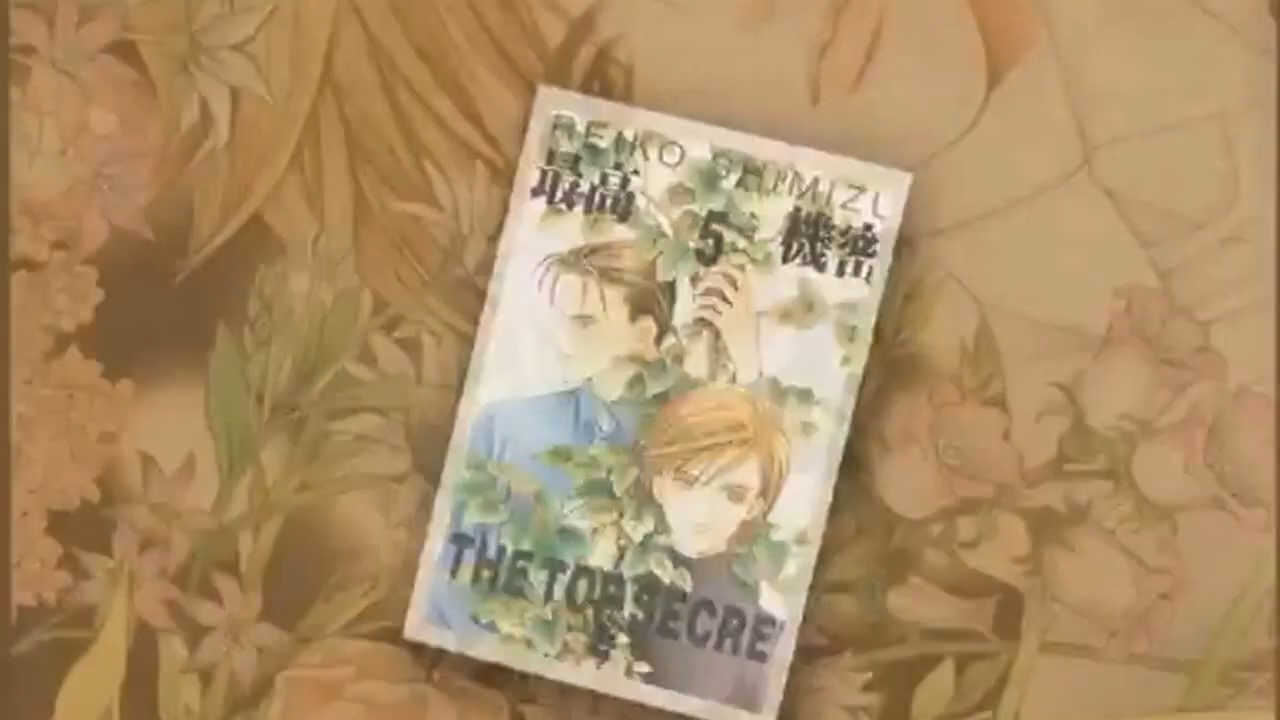 REIKO SHIMIZU
最高 5 機密
THE TOP SECRET